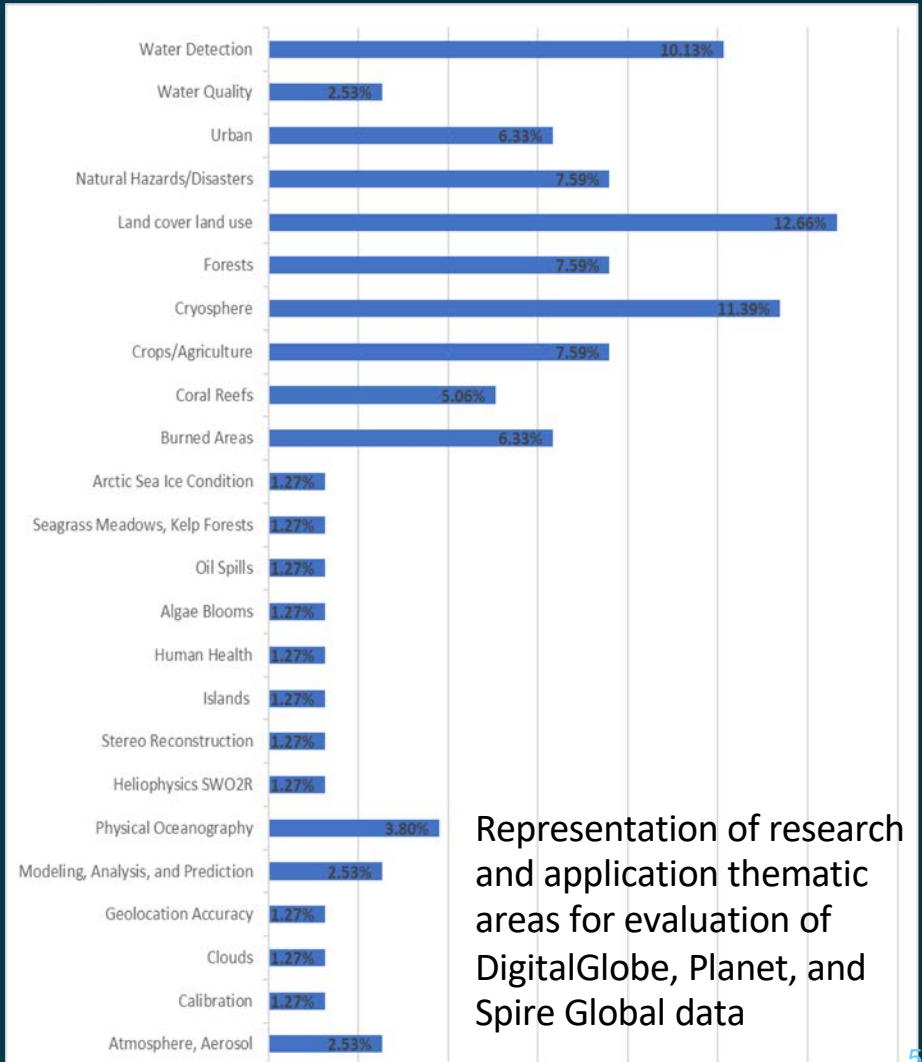 Water Detection 10.13%
Water Quality 2.53%
Urban 6.33%
Natural Hazards/Disasters 7.59%
Land cover land use 12.66%
Forests 7.59%
Cryosphere 11.39%
Crops/Agriculture 7.59%
Coral Reefs 5.06%
Burned Areas 6.33%
Arctic Sea Ice Condition 1.27%
Seagrass Meadows, Kelp Forests 1.27%
Oil Spills 1.27%
Algae Blooms 1.27%
Human Health 1.27%
Islands 1.27%
Stereo Reconstruction 1.27%
Heliophysics SWO2R 1.27%
Physical Oceanography 3.80%
Modeling, Analysis, and Prediction 2.53%
Geolocation Accuracy 1.27%
Clouds 1.27%
Calibration 1.27%
Atmosphere, Aerosol 2.53%
Representation of research
and application thematic
areas for evaluation of
DigitalGlobe, Planet, and
Spire Global data